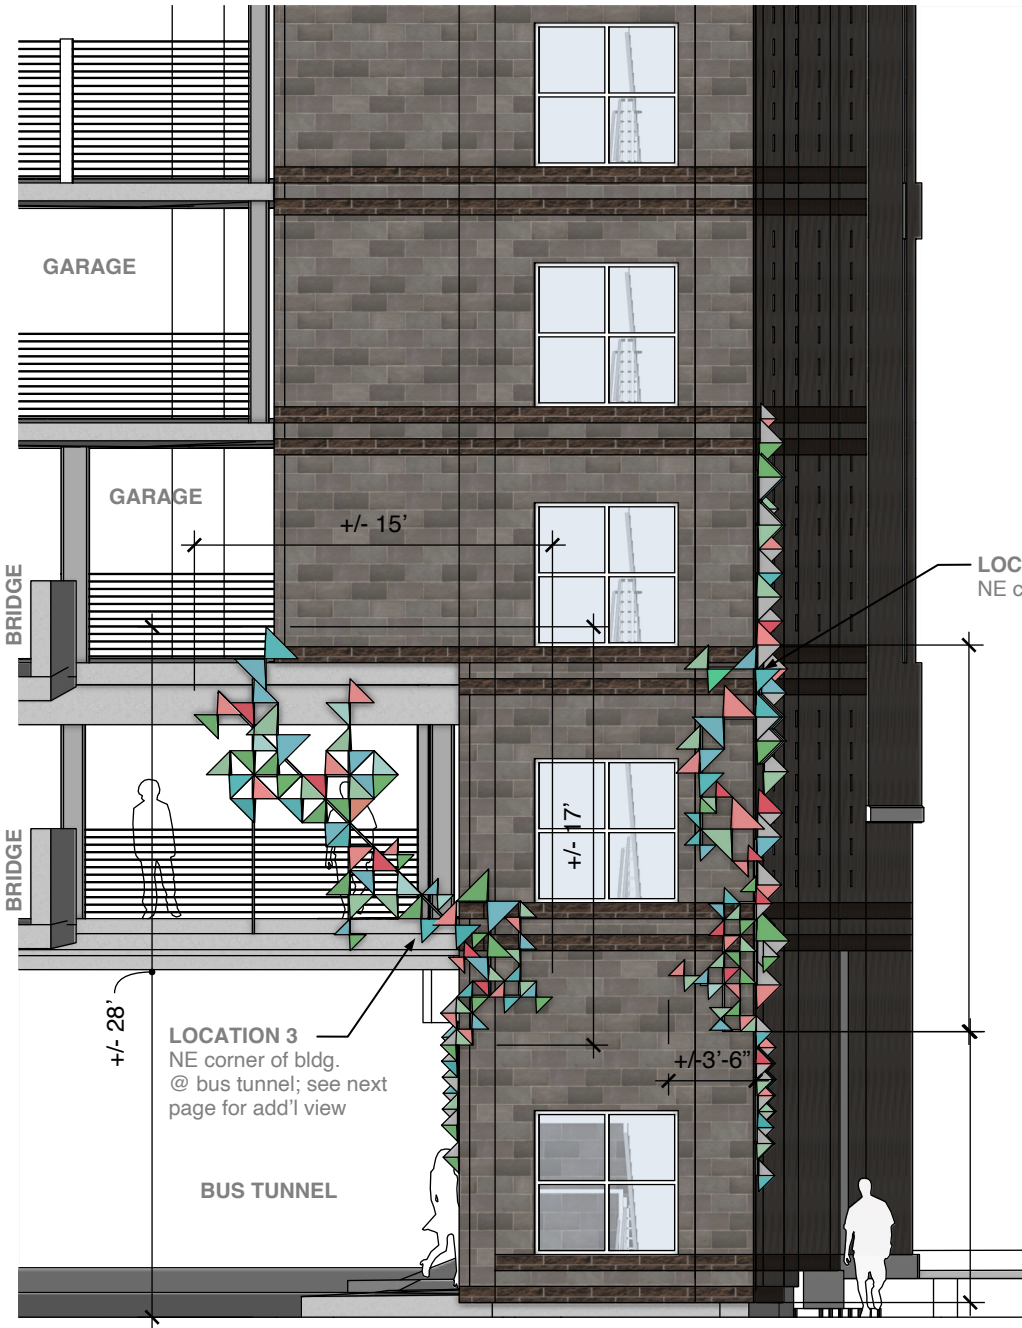 GARAGE
GARAGE
+/- 15’
BRIDGE
LOC
NE c
BRIDGE
+/- 17’
+/- 28’
LOCATION 3
NE corner of bldg.
@ bus tunnel; see next
page for add’l view
+/-3’-6”
BUS TUNNEL